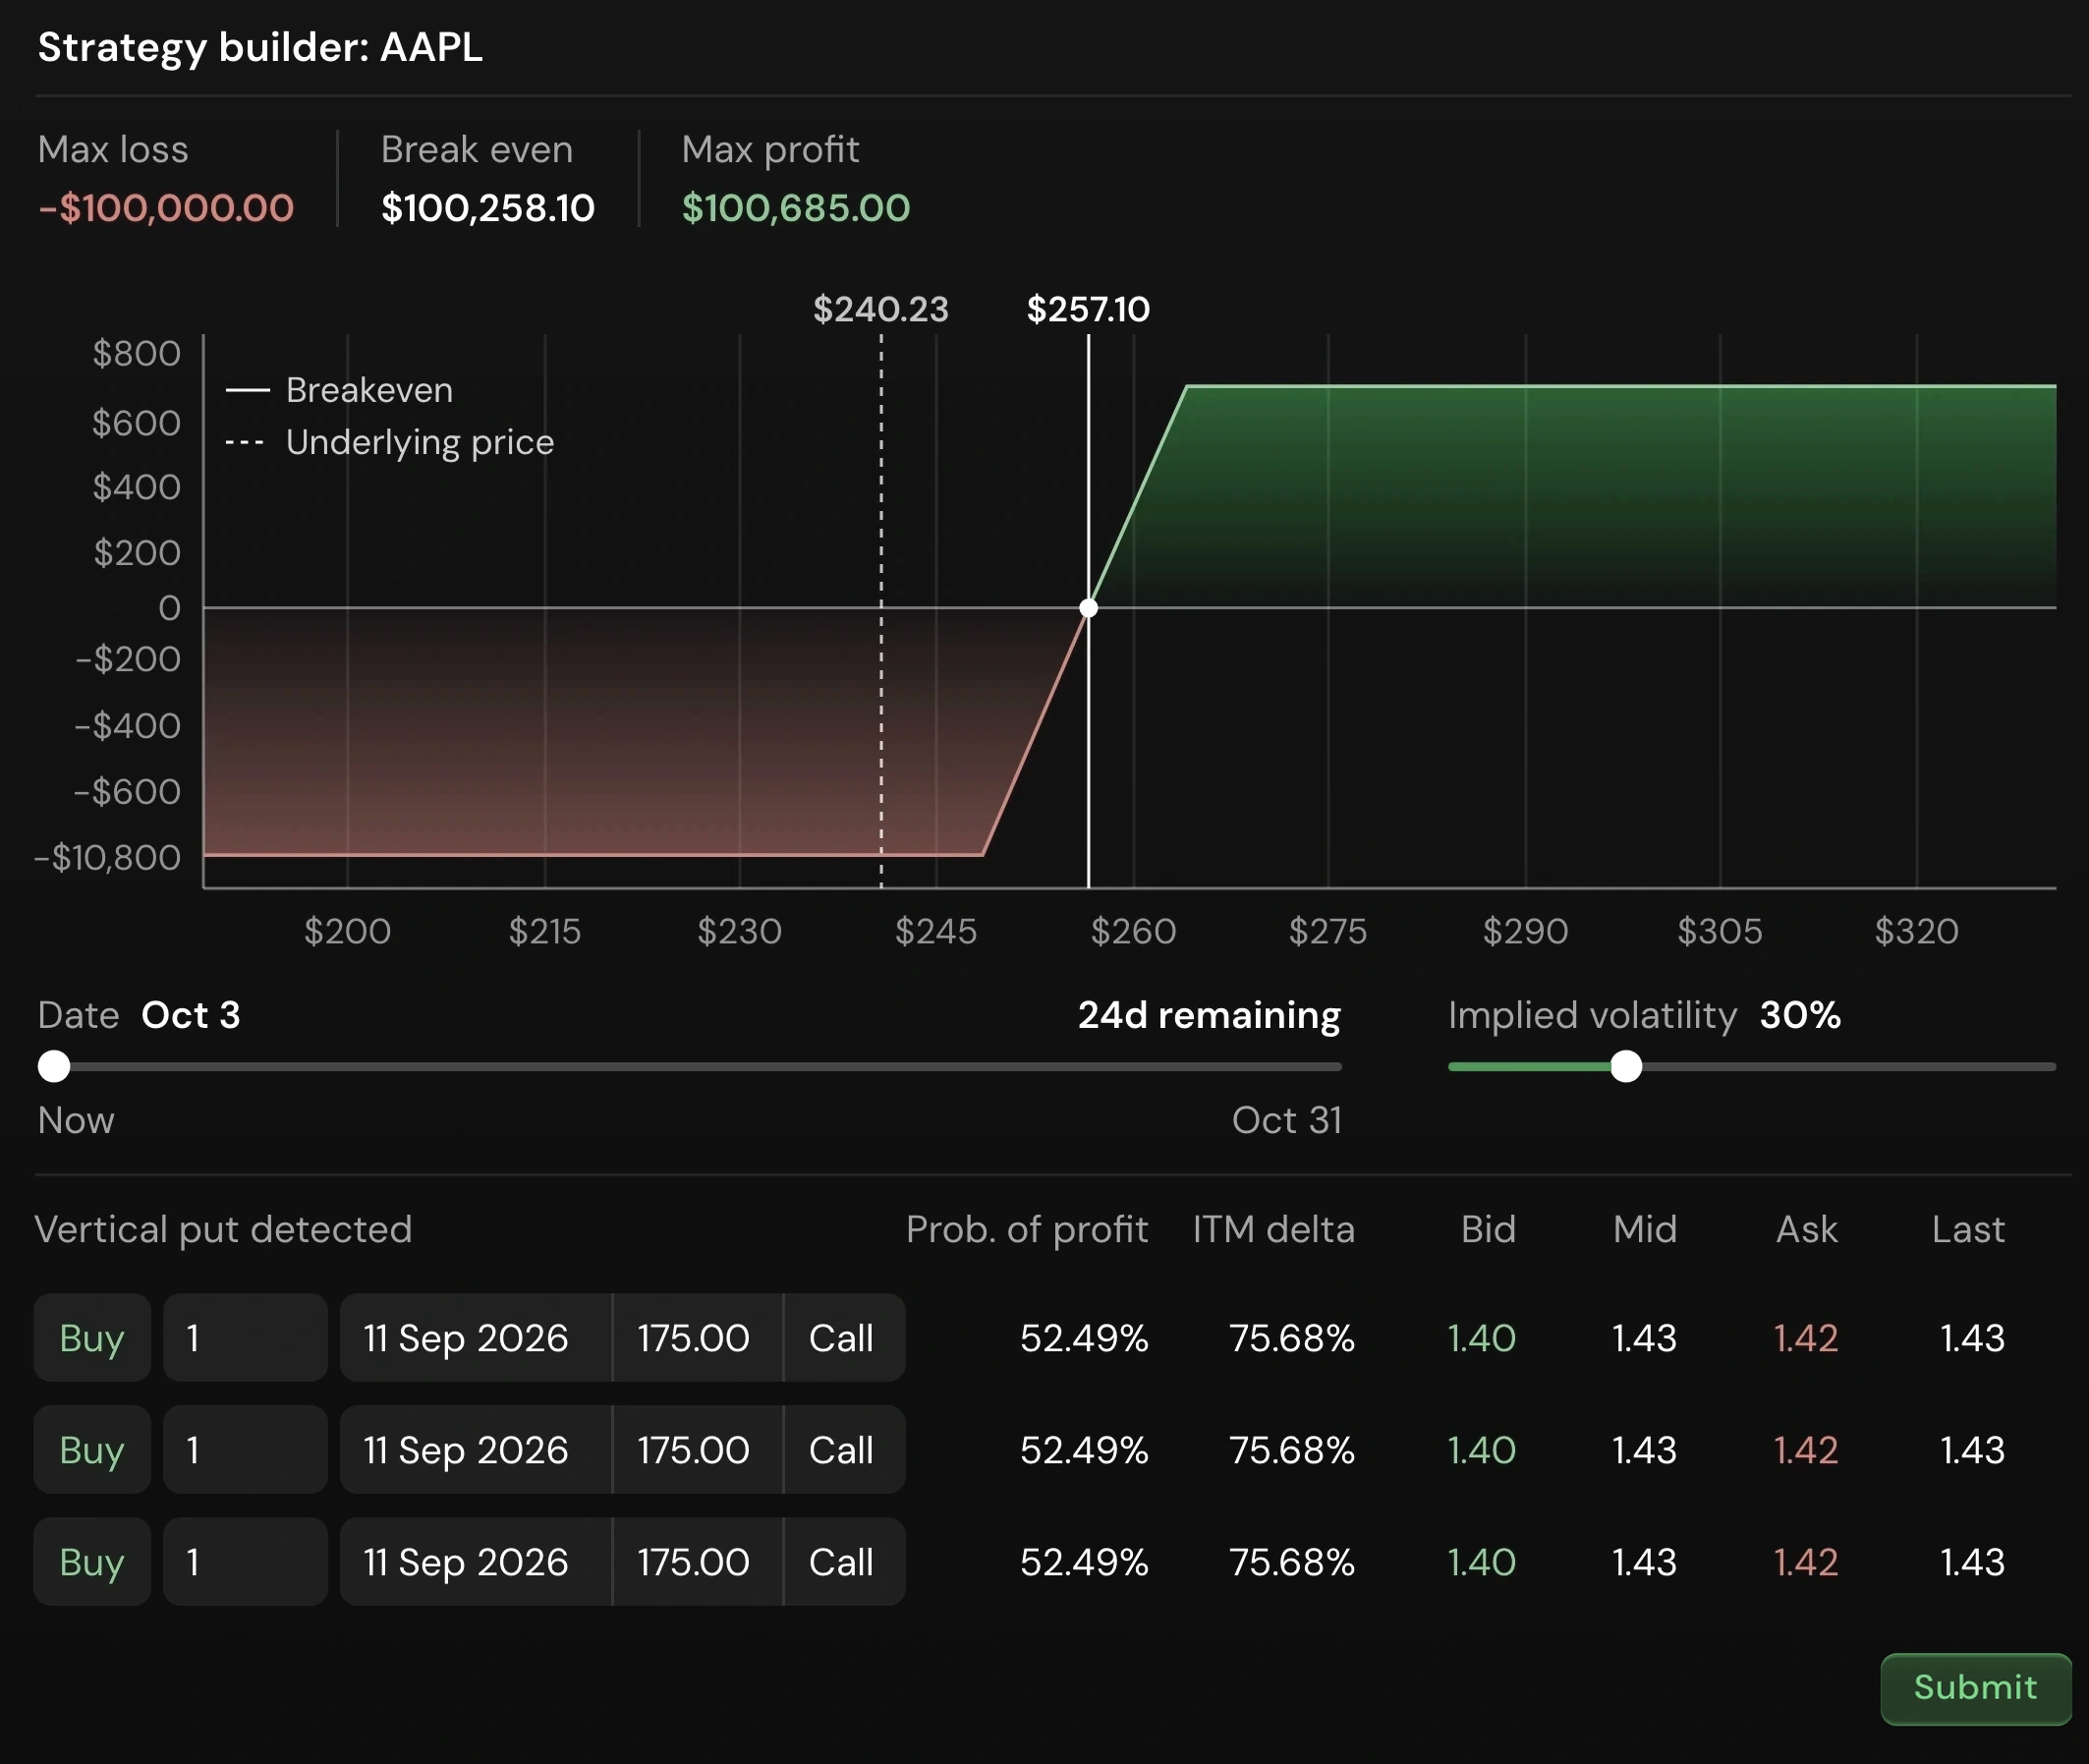 Strategy builder: AAPL
Max loss Break even Max profit
-$100,000.00 $100,258.10 $100,685.00
$240.23 $257.10
$800
Breakeven
$600
Underlying price
$400
$200
0
-$200
-$400
-$600
-$10,800
$200 $215 $230 $245 $260 $275 $290 $305 $320
Date Oct 3 24d remaining Implied volatility 30%
Now Oct 31
Vertical put detected Prob. of profit ITM delta Bid Mid Ask Last
Buy 1 11 Sep 2026 175.00 Call 52.49% 75.68% 1.40 1.43 1.42 1.43
Buy 1 11 Sep 2026 175.00 Call 52.49% 75.68% 1.40 1.43 1.42 1.43
Buy 1 11 Sep 2026 175.00 Call 52.49% 75.68% 1.40 1.43 1.42 1.43
Submit